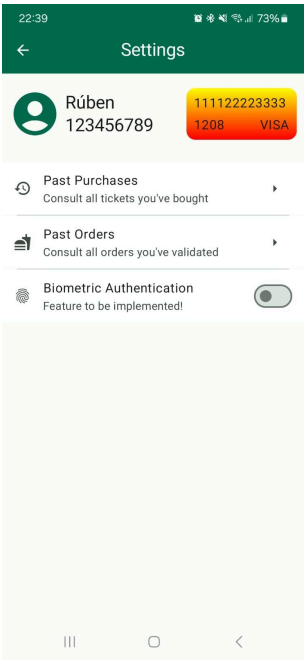 22:39
73%
Settings
Rúben
123456789
111122223333
1208 VISA
Past Purchases
Consult all tickets you've bought
Past Orders
Consult all orders you've validated
Biometric Authentication
Feature to be implemented!